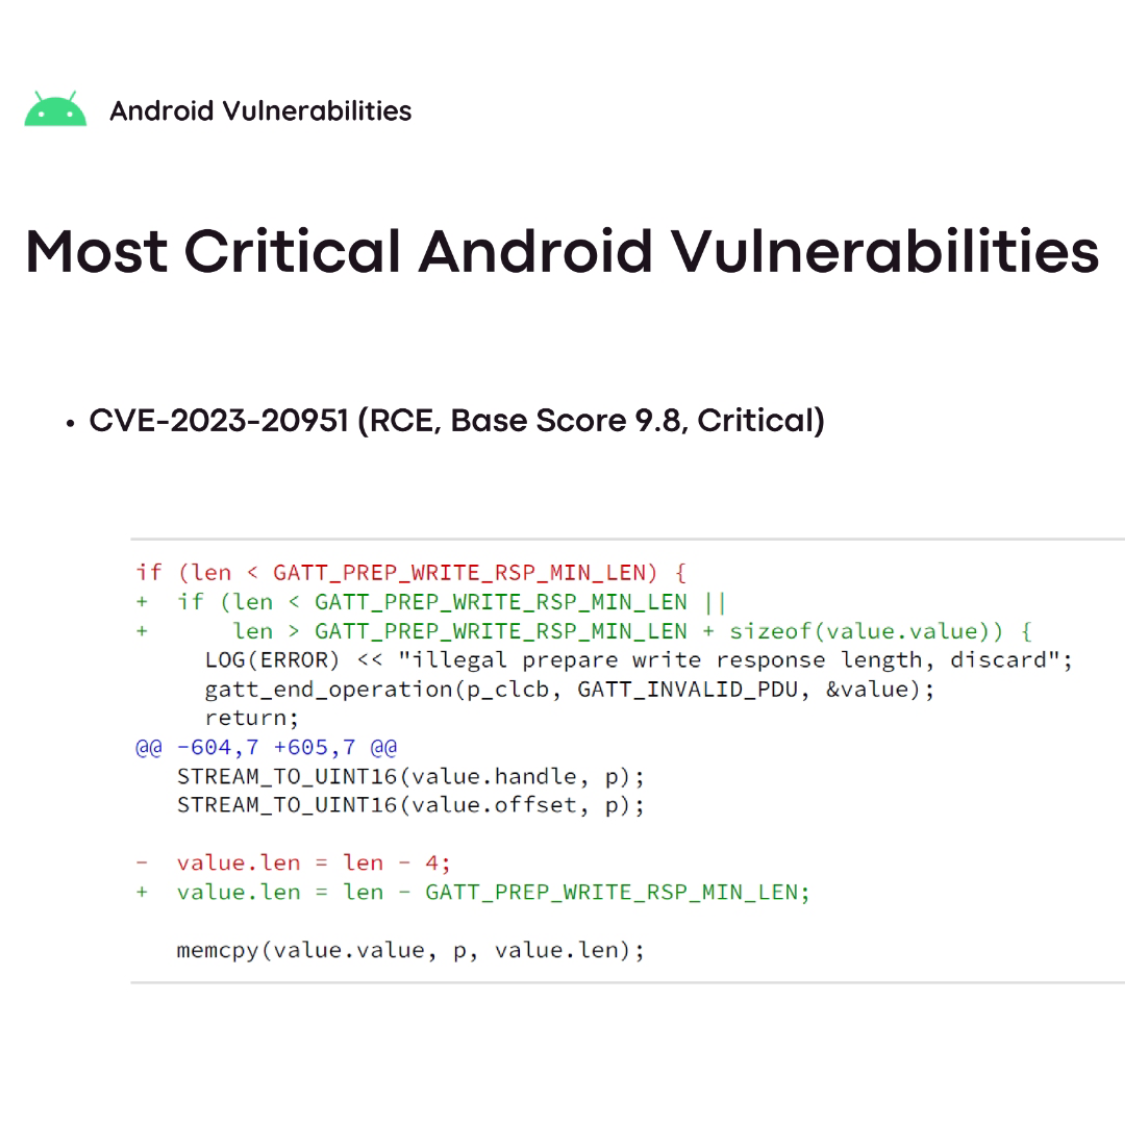 Android Vulnerabilities
Most Critical Android Vulnerabilities
• CVE-2023-20951 (RCE, Base Score 9.8, Critical)
if (len < GATT_PREP_WRITE_RSP_MIN_LEN) {
+  if (len < GATT_PREP_WRITE_RSP_MIN_LEN ||
+      len > GATT_PREP_WRITE_RSP_MIN_LEN + sizeof(value.value)) {
     LOG(ERROR) << "illegal prepare write response length, discard";
     gatt_end_operation(p_clcb, GATT_INVALID_PDU, &value);
     return;
@@ -604,7 +605,7 @@
   STREAM_TO_UINT16(value.handle, p);
   STREAM_TO_UINT16(value.offset, p);
-  value.len = len - 4;
+  value.len = len - GATT_PREP_WRITE_RSP_MIN_LEN;
   memcpy(value.value, p, value.len);